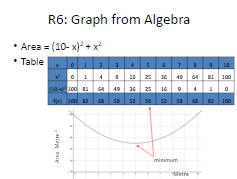 R6: Graph from Algebra
• Area = (10- x)² + x²
• Table
x 0 1 2 3 4 5 6 7 8 9 10
x² 0 1 4 9 16 25 36 49 64 81 100
(10-x)² 100 81 64 49 36 25 16 9 4 1 0
f(x) 100 82 68 58 52 50 52 58 68 82 100
Area Metre ²
minimum
Metre